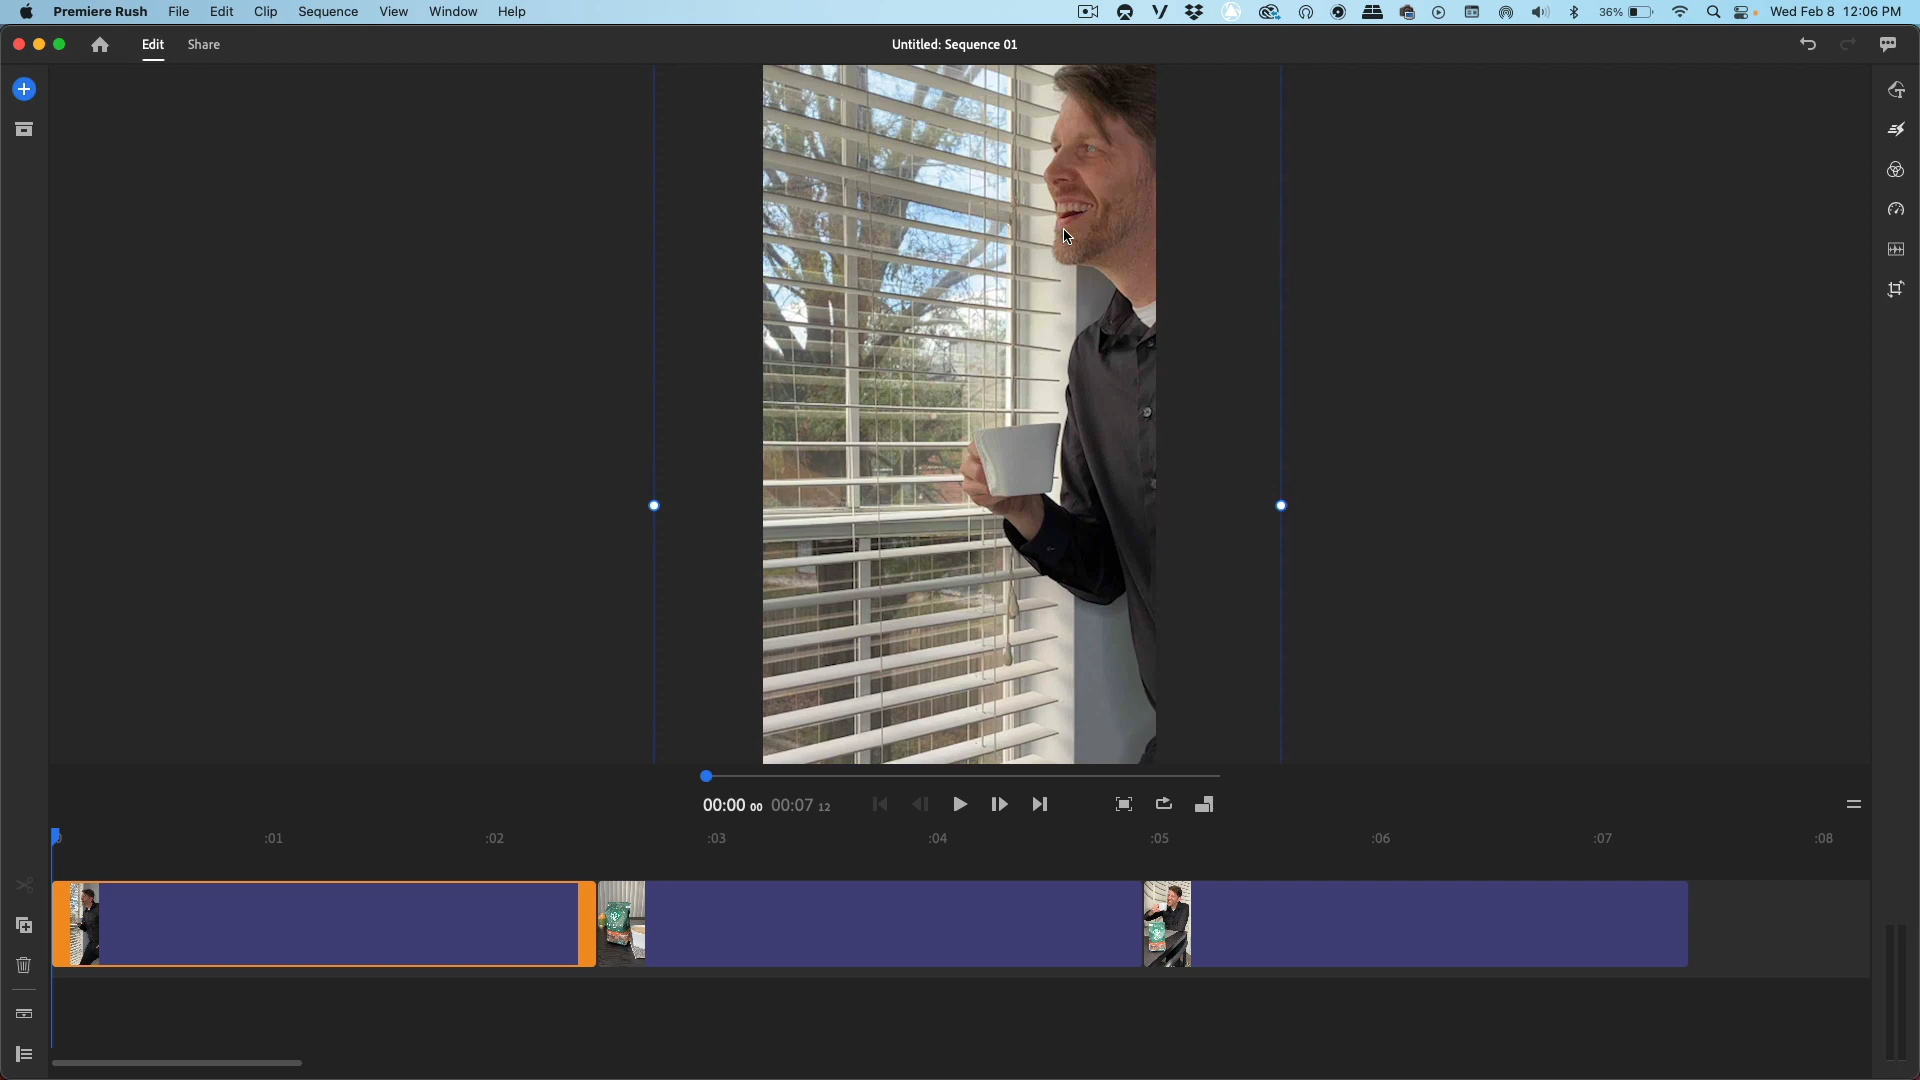 Premiere Rush File Edit Clip Sequence View Window Help 36% Wed Feb 8 12:06 PM
Edit Share Untitled: Sequence 01
00:00 00 00:07 12
:01 :02 :03 :04 :05 :06 :07 :08